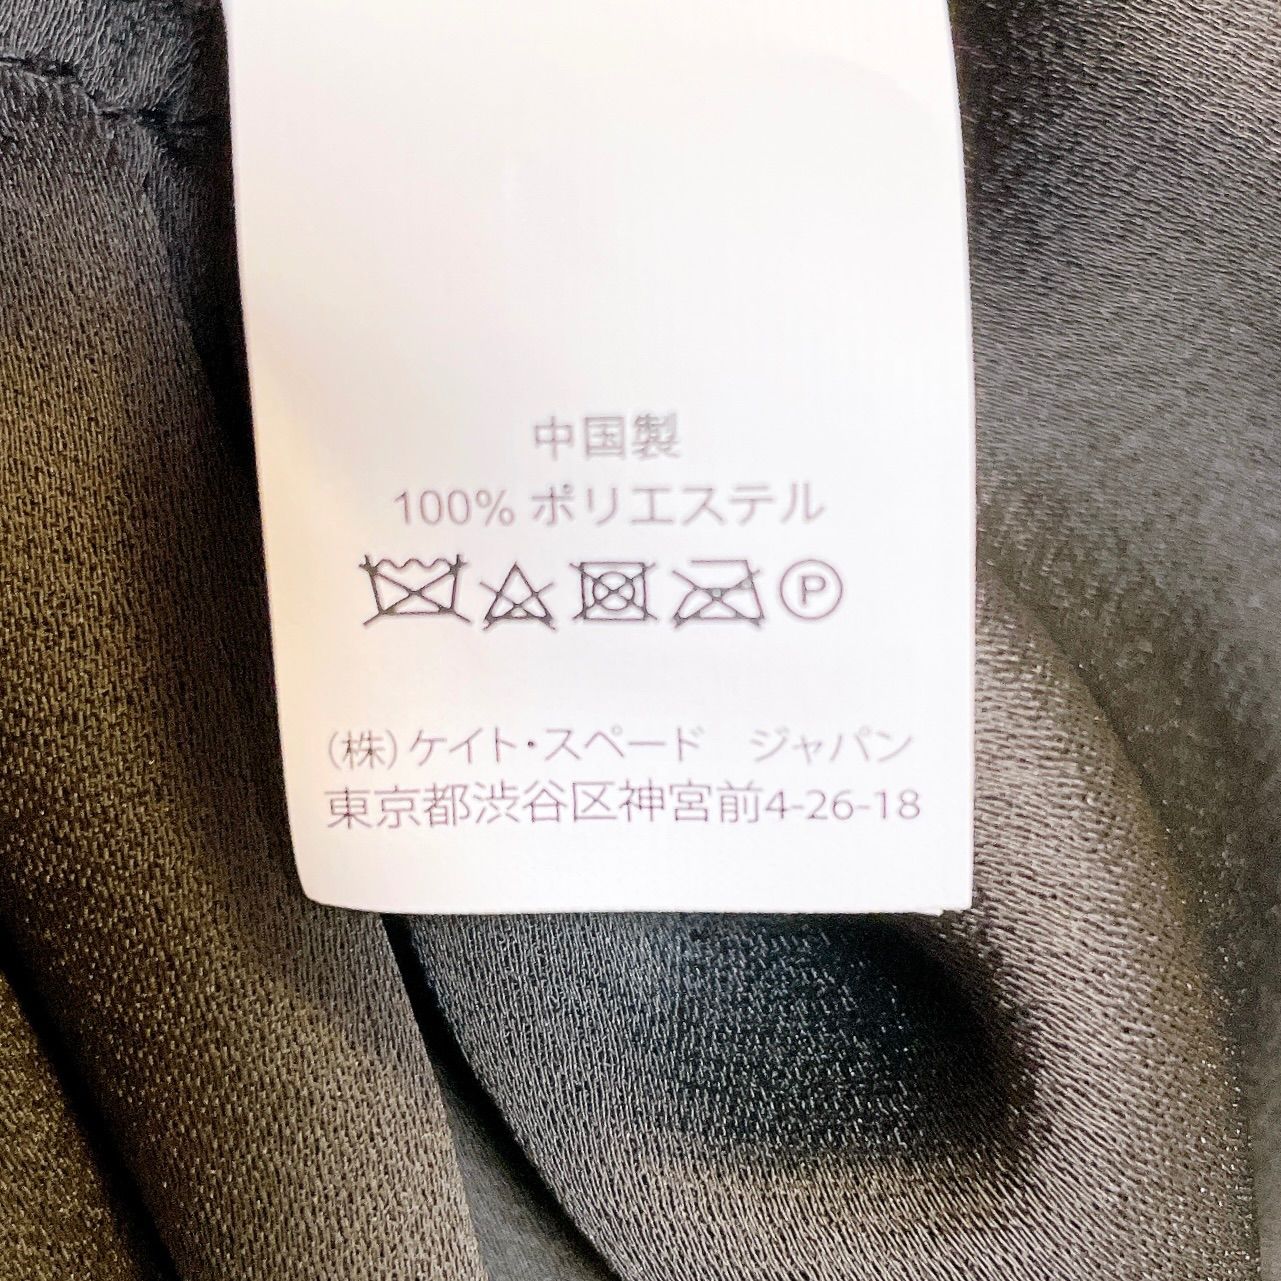 中国製
100% ポリエステル
P
(株)ケイト・スペード ジャパン
東京都渋谷区神宮前4-26-18